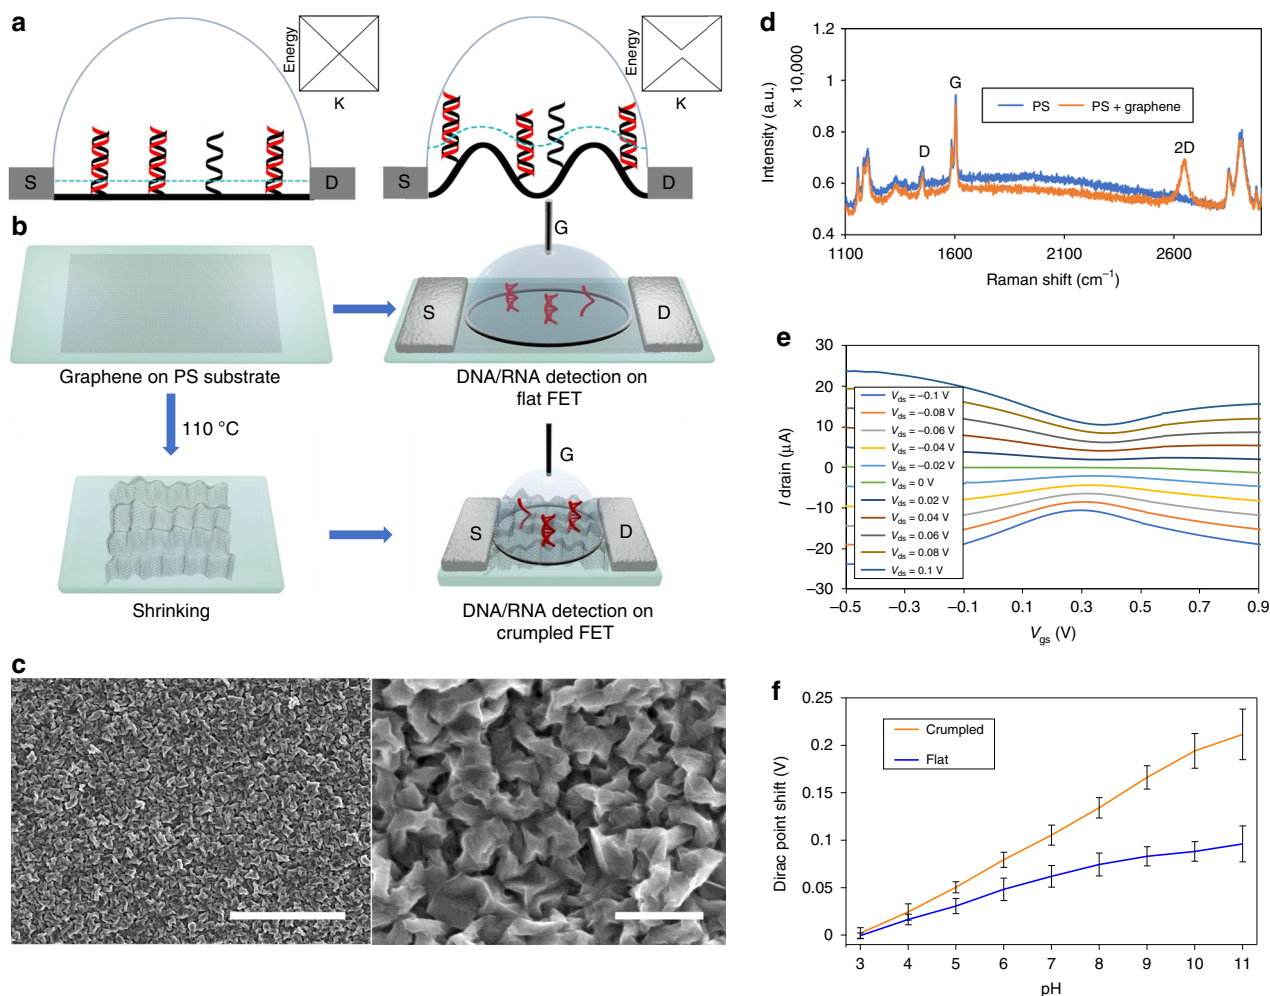 a
Energy
K
S
D
Energy
K
S
D
b
G
S
D
Graphene on PS substrate
DNA/RNA detection on
flat FET
110 °C
G
S
D
Shrinking
DNA/RNA detection on
crumpled FET
c
d
Intensity (a.u.)
× 10,000
1.2
1
0.8
0.6
0.4
G
D
2D
PS
PS + graphene
1100
1600
2100
2600
Raman shift (cm⁻¹)
e
I drain (μA)
30
20
10
0
−10
−20
−30
Vds = −0.1 V
Vds = −0.08 V
Vds = −0.06 V
Vds = −0.04 V
Vds = −0.02 V
Vds = 0 V
Vds = 0.02 V
Vds = 0.04 V
Vds = 0.06 V
Vds = 0.08 V
Vds = 0.1 V
−0.5
−0.3
−0.1
0.1
0.3
0.5
0.7
0.9
Vgs (V)
f
Dirac point shift (V)
0.25
0.2
0.15
0.1
0.05
0
Crumpled
Flat
3
4
5
6
7
8
9
10
11
pH